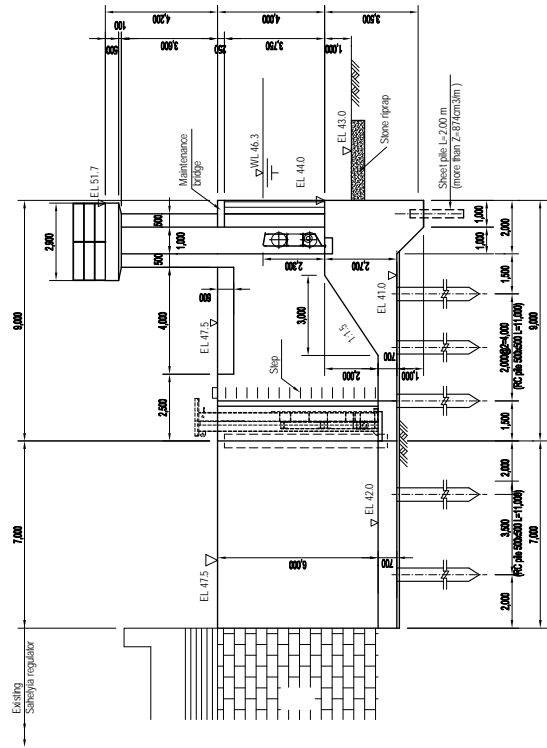 100
500
4,200
3,600
250
4,000
3,750
3,500
1,000
EL 51.7
Maintenance
bridge
WL 46.3
EL 44.0
EL 43.0
Stone riprap
Sheet pile L=2.00 m
(more than Z=874cm3/m)
9,000
2,900
500
1,000
500
4,000
2,500
7,000
600
EL 47.5
Step
3,000
1:1.5
2,300
2,700
2,000
700
1,000
EL 41.0
EL 47.5
6,000
EL 42.0
700
1,000
1,000
2,000
1,500
2,000@2=4,000
(RC pile 500x500 L=11,000)
1,500
9,000
2,000
3,500
(RC pile 500x500 L=11,000)
2,000
7,000
Existing
Sahelyia regulator